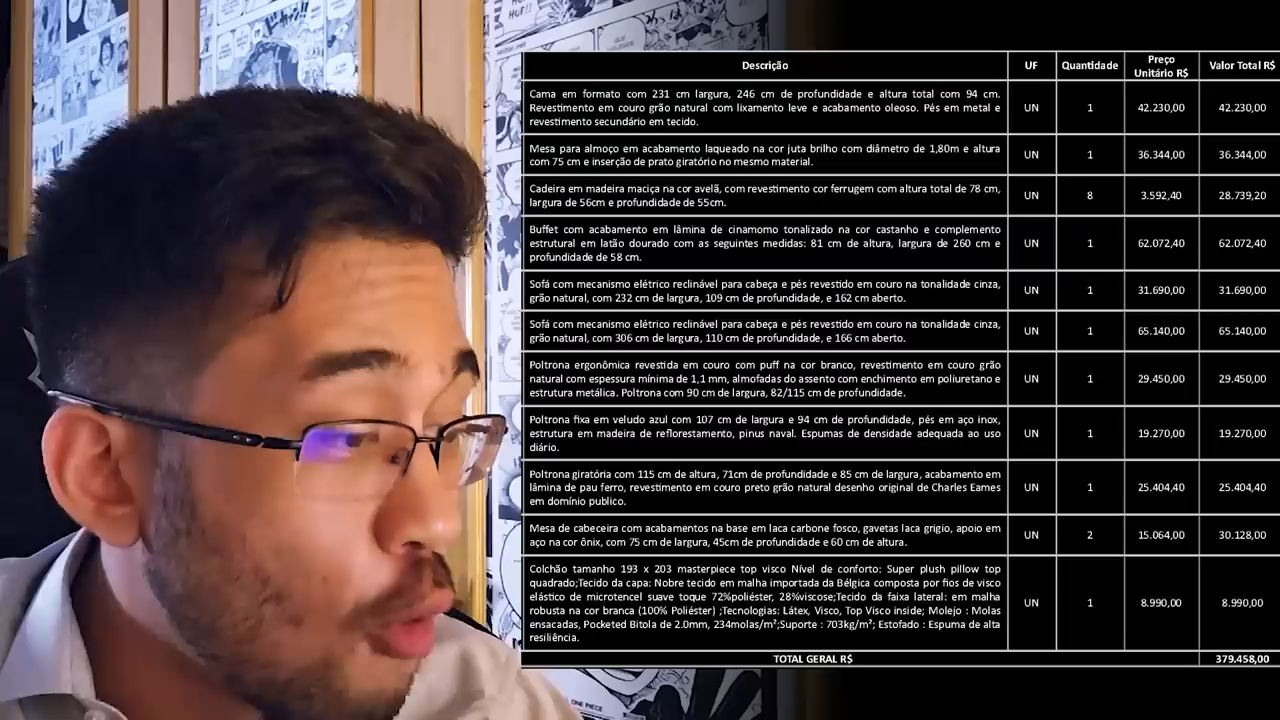 HUF!!
Descrição UF Quantidade Preço Unitário R$ Valor Total R$
Cama em formato com 231 cm largura, 246 cm de profundidade e altura total com 94 cm.
Revestimento em couro grão natural com lixamento leve e acabamento oleoso. Pés em metal e
revestimento secundário em tecido.
UN 1 42.230,00 42.230,00
Mesa para almoço em acabamento laqueado na cor juta brilho com diâmetro de 1,80m e altura
com 75 cm e inserção de prato giratório no mesmo material.
UN 1 36.344,00 36.344,00
Cadeira em madeira maciça na cor avelã, com revestimento cor ferrugem com altura total de 78 cm,
largura de 56cm e profundidade de 55cm.
UN 8 3.592,40 28.739,20
Buffet com acabamento em lâmina de cinamomo tonalizado na cor castanho e complemento
estrutural em latão dourado com as seguintes medidas: 81 cm de altura, largura de 260 cm e
profundidade de 58 cm.
UN 1 62.072,40 62.072,40
Sofá com mecanismo elétrico reclinável para cabeça e pés revestido em couro na tonalidade cinza,
grão natural, com 232 cm de largura, 109 cm de profundidade, e 162 cm aberto.
UN 1 31.690,00 31.690,00
Sofá com mecanismo elétrico reclinável para cabeça e pés revestido em couro na tonalidade cinza,
grão natural, com 306 cm de largura, 110 cm de profundidade, e 166 cm aberto.
UN 1 65.140,00 65.140,00
Poltrona ergonômica revestida em couro com puff na cor branco, revestimento em couro grão
natural com espessura mínima de 1,1 mm, almofadas do assento com enchimento em poliuretano e
estrutura metálica. Poltrona com 90 cm de largura, 82/115 cm de profundidade.
UN 1 29.450,00 29.450,00
Poltrona fixa em veludo azul com 107 cm de largura e 94 cm de profundidade, pés em aço inox,
estrutura em madeira de reflorestamento, pinus naval. Espumas de densidade adequada ao uso
diário.
UN 1 19.270,00 19.270,00
Poltrona giratória com 115 cm de altura, 71cm de profundidade e 85 cm de largura, acabamento em
lâmina de pau ferro, revestimento em couro preto grão natural desenho original de Charles Eames
em domínio publico.
UN 1 25.404,40 25.404,40
Mesa de cabeceira com acabamentos na base em laca carbone fosco, gavetas laca grigio, apoio em
aço na cor ônix, com 75 cm de largura, 45cm de profundidade e 60 cm de altura.
UN 2 15.064,00 30.128,00
Colchão tamanho 193 x 203 masterpiece top visco Nível de conforto: Super plush pillow top
quadrado;Tecido da capa: Nobre tecido em malha importada da Bélgica composta por fios de visco
elástico de microtencel suave toque 72%poliéster, 28%viscose;Tecido da faixa lateral: em malha
robusta na cor branca (100% Poliéster) ;Tecnologias: Látex, Visco, Top Visco inside; Molejo : Molas
ensacadas, Pocketed Bitola de 2.0mm, 234molas/m²;Suporte : 703kg/m²; Estofado : Espuma de alta
resiliência.
UN 1 8.990,00 8.990,00
TOTAL GERAL R$ 379.458,00
ONE PIECE